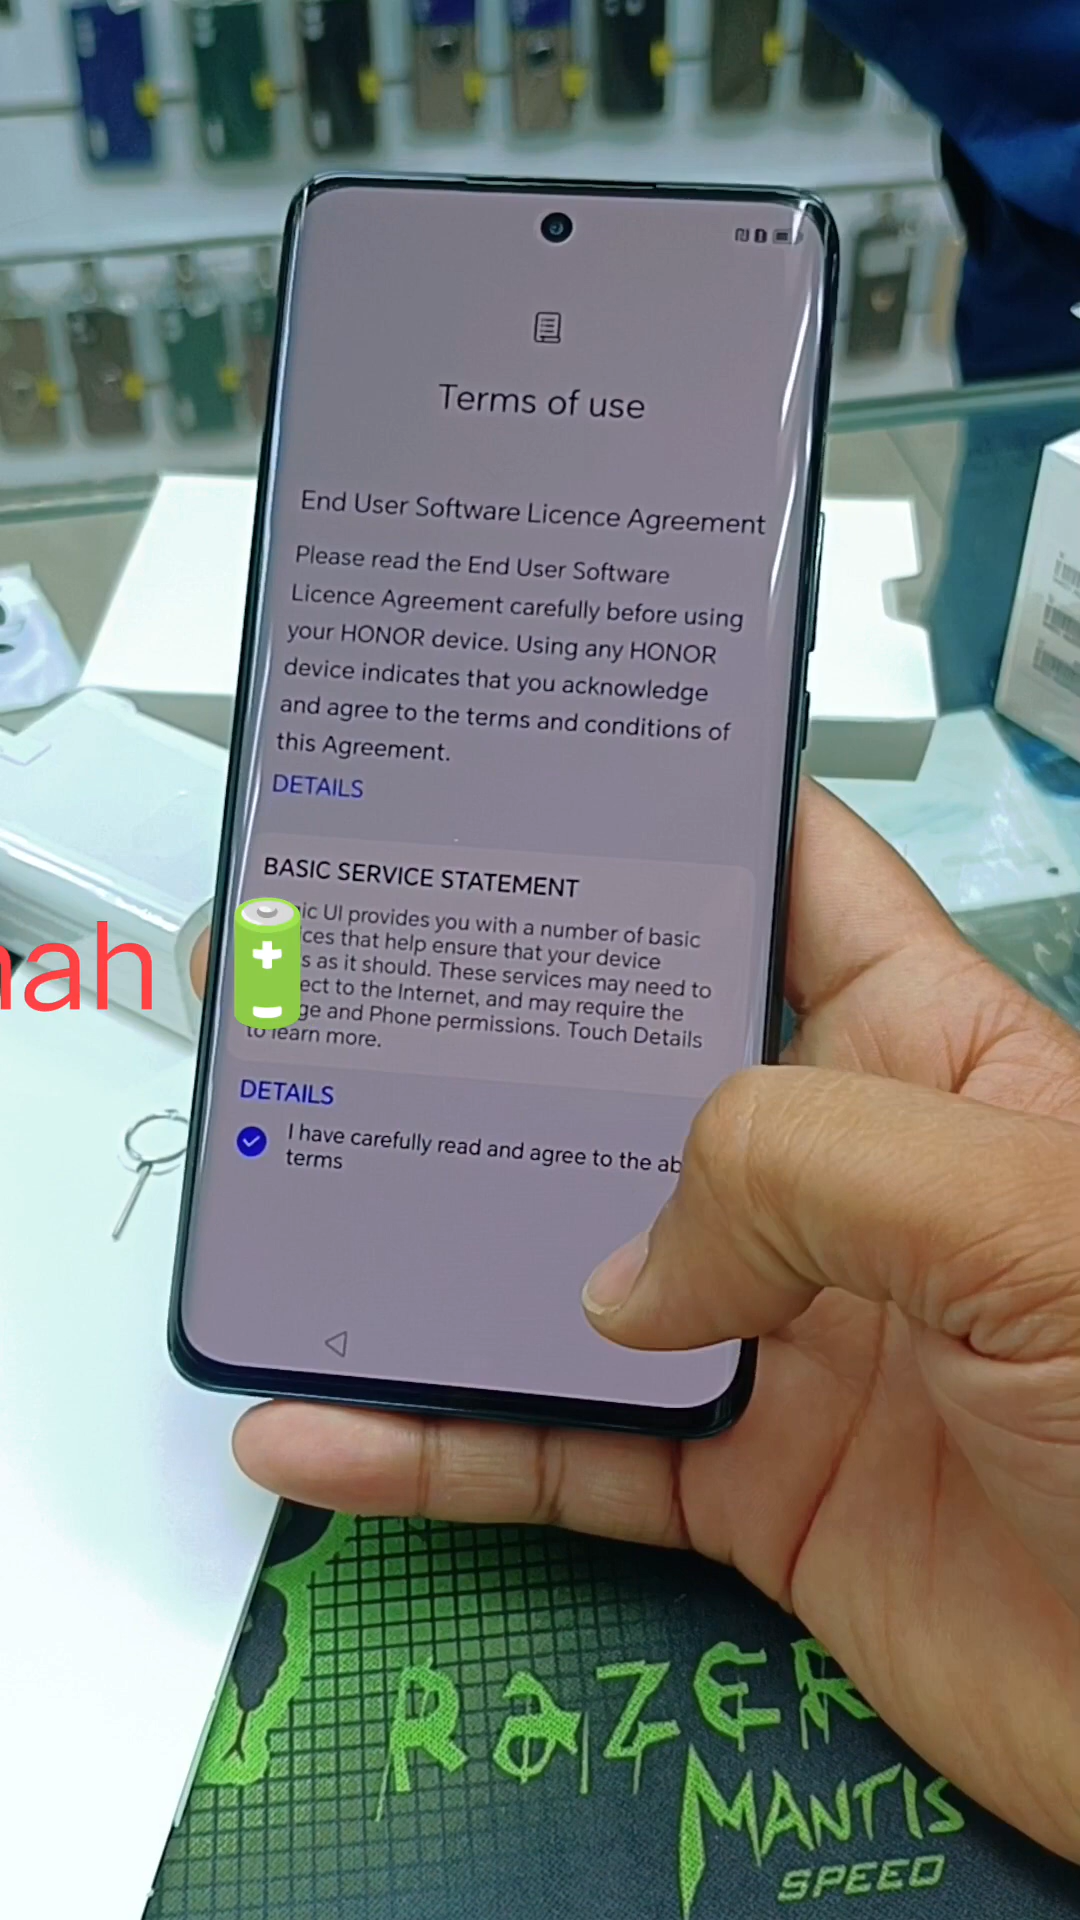 Terms of use
End User Software Licence Agreement
Please read the End User Software
Licence Agreement carefully before using
your HONOR device. Using any HONOR
device indicates that you acknowledge
and agree to the terms and conditions of
this Agreement.
DETAILS
BASIC SERVICE STATEMENT
UI provides you with a number of basic
that help ensure that your device
as it should. These services may need to
to the Internet, and may require the
and Phone permissions. Touch Details
to learn more.
DETAILS
I have carefully read and agree to the
terms
nah
RAZER
MANTIS
SPEED